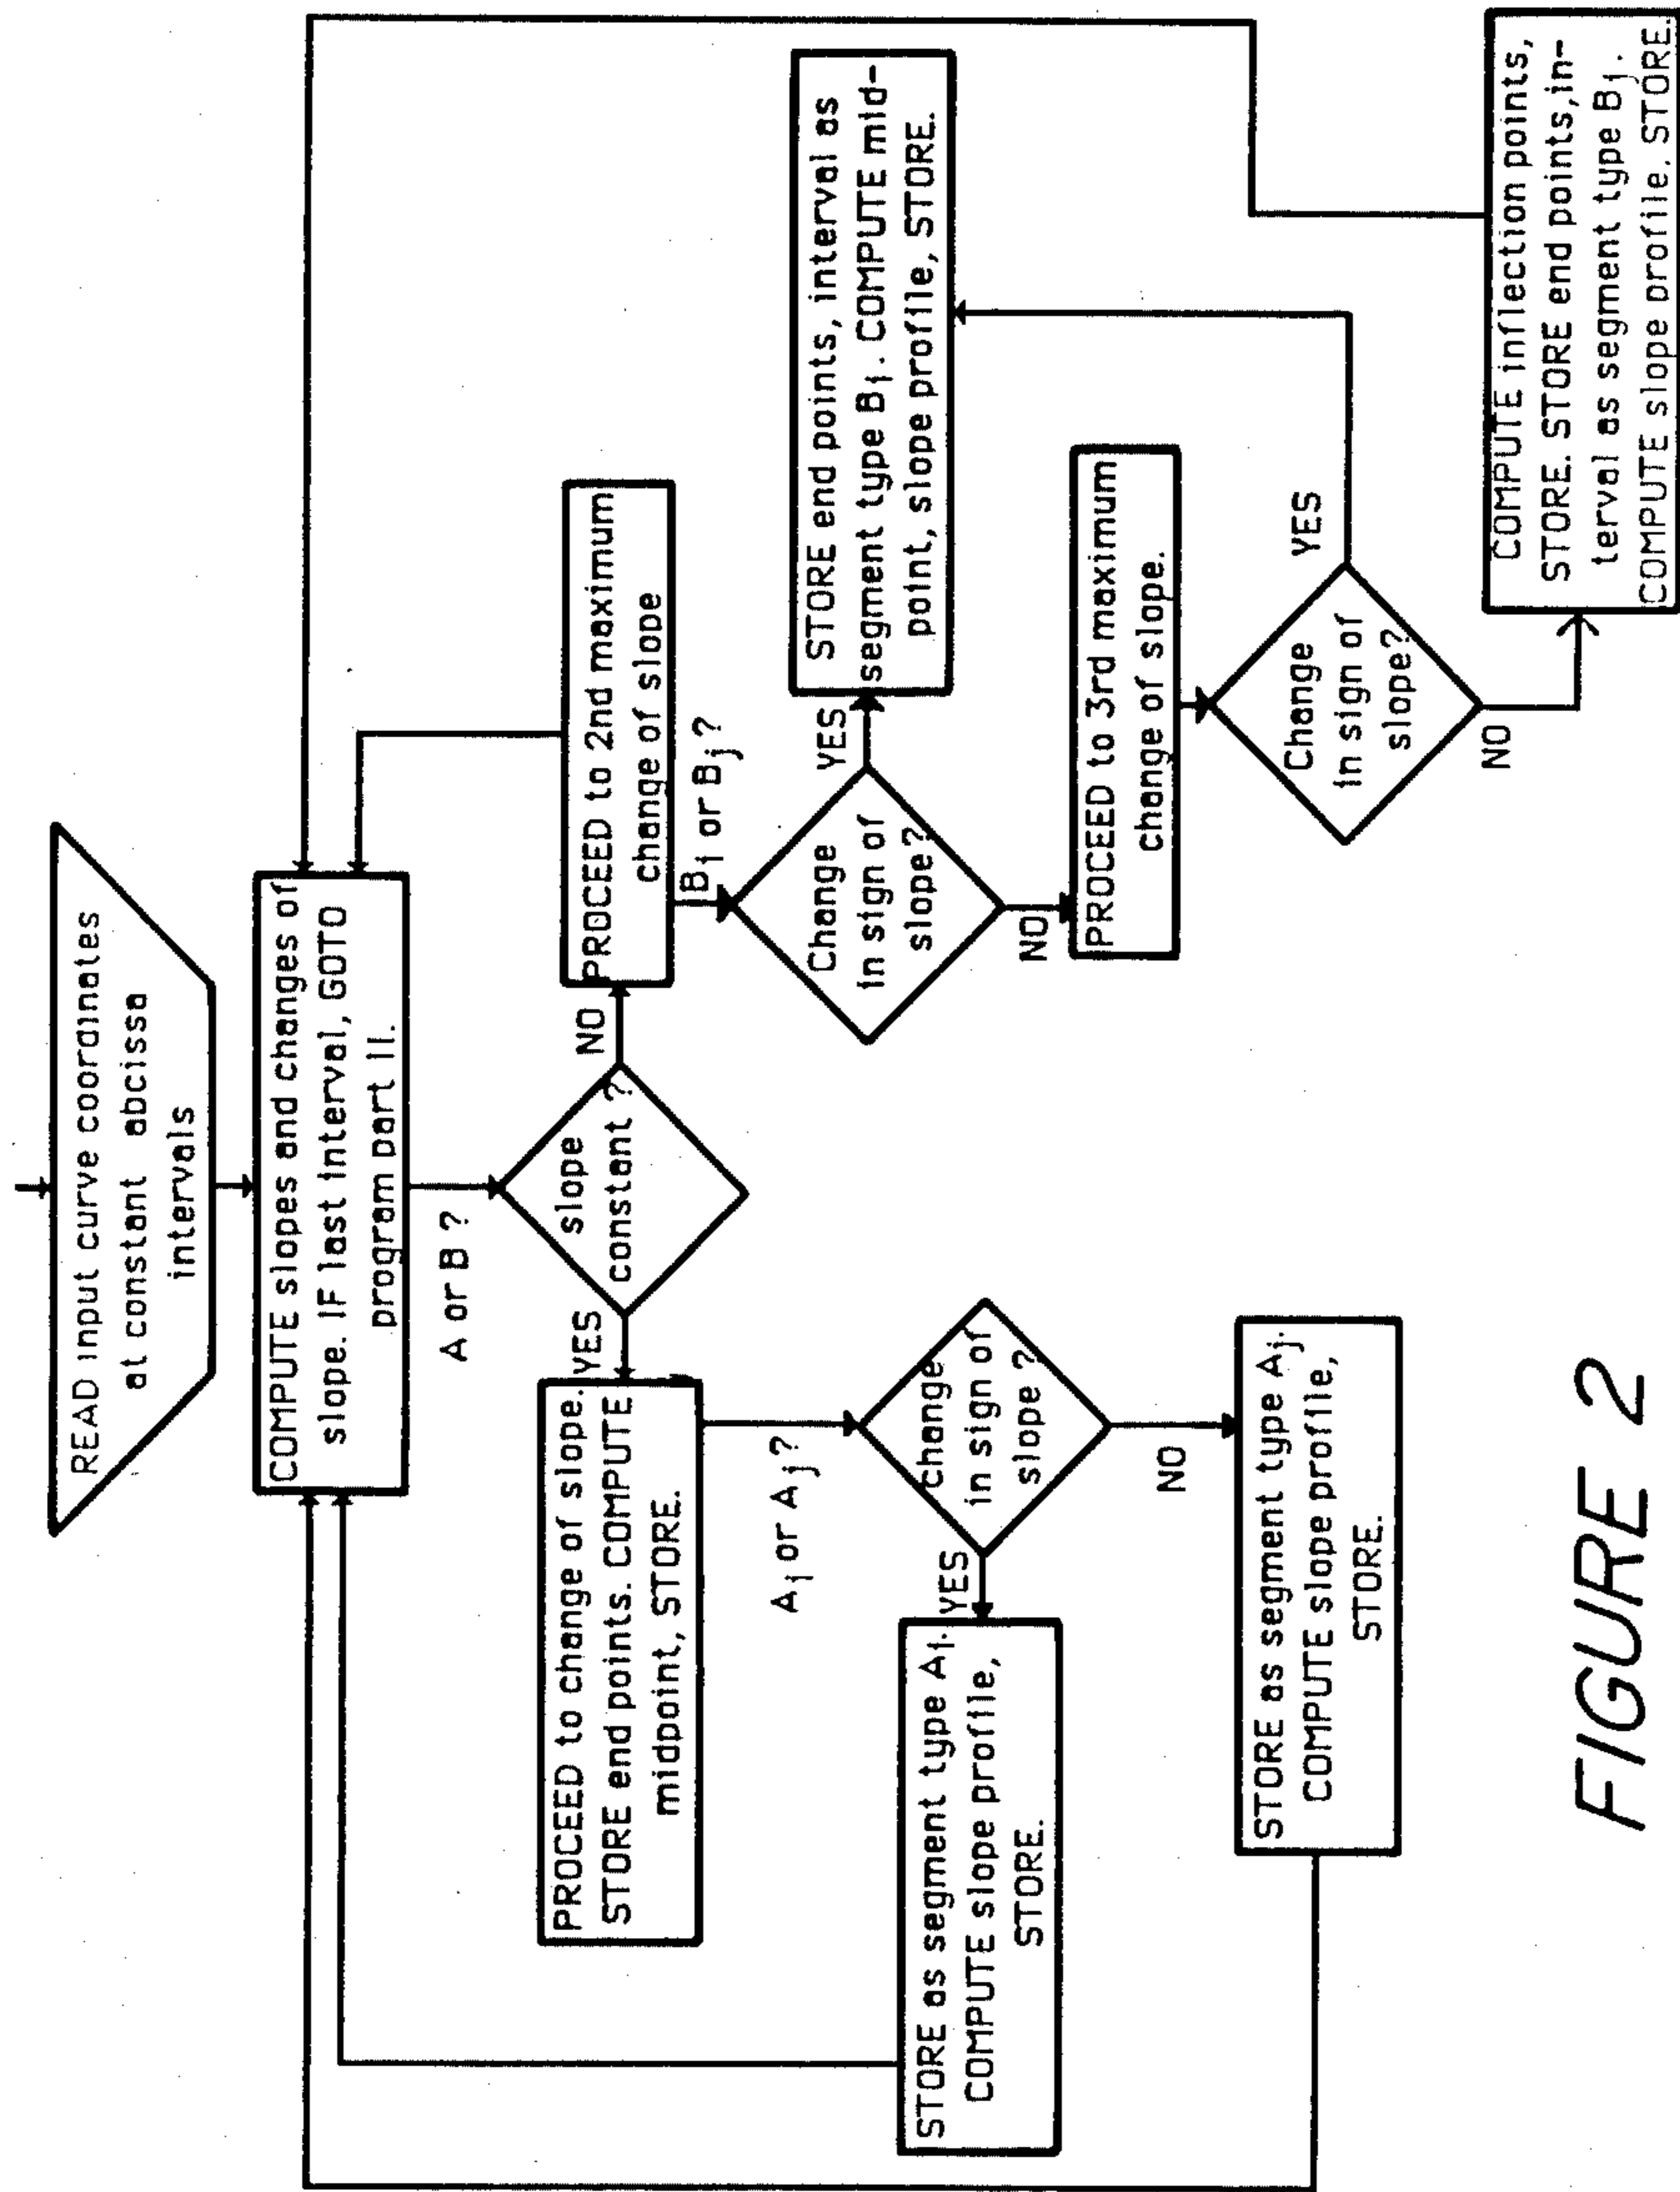 READ input curve coordinates
at constant abcissa
intervals
COMPUTE slopes and changes of
slope. IF last interval, GOTO
program part II.
A or B ?
slope
constant ?
YES
NO
PROCEED to change of slope.
STORE end points. COMPUTE
midpoint, STORE.
PROCEED to 2nd maximum
change of slope
A_i or A_j?
B_i or B_j?
change
in sign of
slope ?
YES
NO
STORE as segment type A_i.
COMPUTE slope profile,
STORE.
STORE as segment type A_j.
COMPUTE slope profile,
STORE.
Change
in sign of
slope?
YES
NO
STORE end points, interval as
segment type B_i. COMPUTE mid-
point, slope profile, STORE.
PROCEED to 3rd maximum
change of slope.
Change
in sign of
slope?
YES
NO
COMPUTE inflection points,
STORE. STORE end points, in-
terval as segment type B_j.
COMPUTE slope profile, STORE.
FIGURE 2